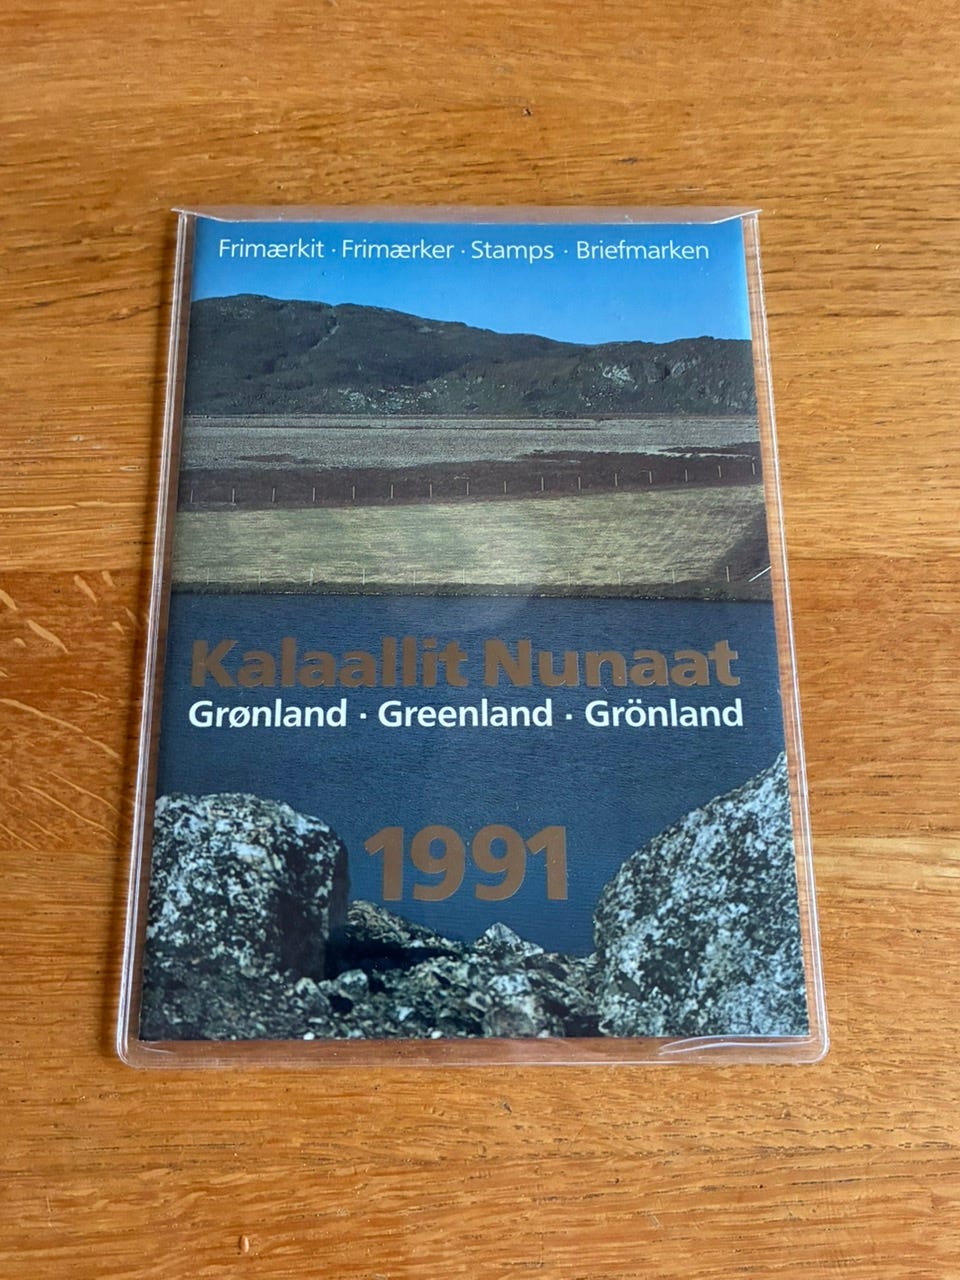 Frimærkit · Frimærker · Stamps · Briefmarken
Kalaallit Nunaat
Grønland · Greenland · Grönland
1991